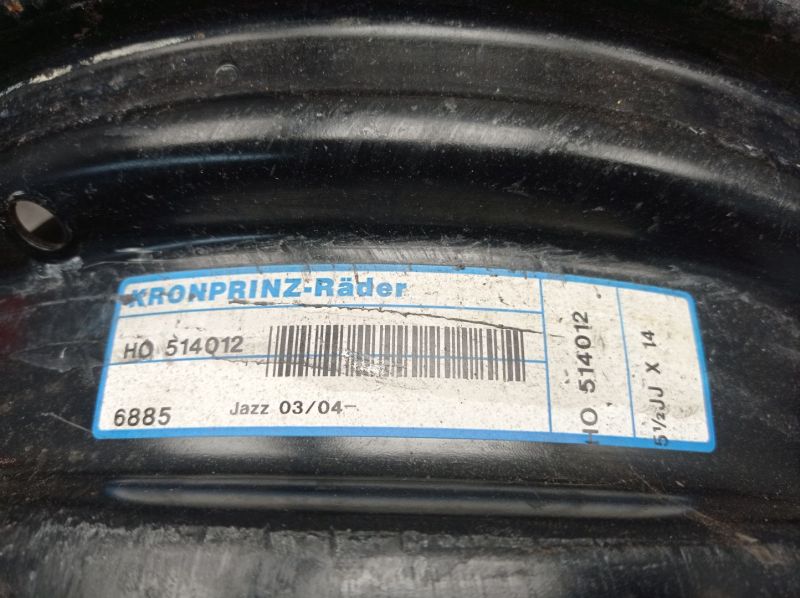 KRONPRINZ-Räder
HO 514012
6885 Jazz 03/04-
HO 514012
5½JJ X 14